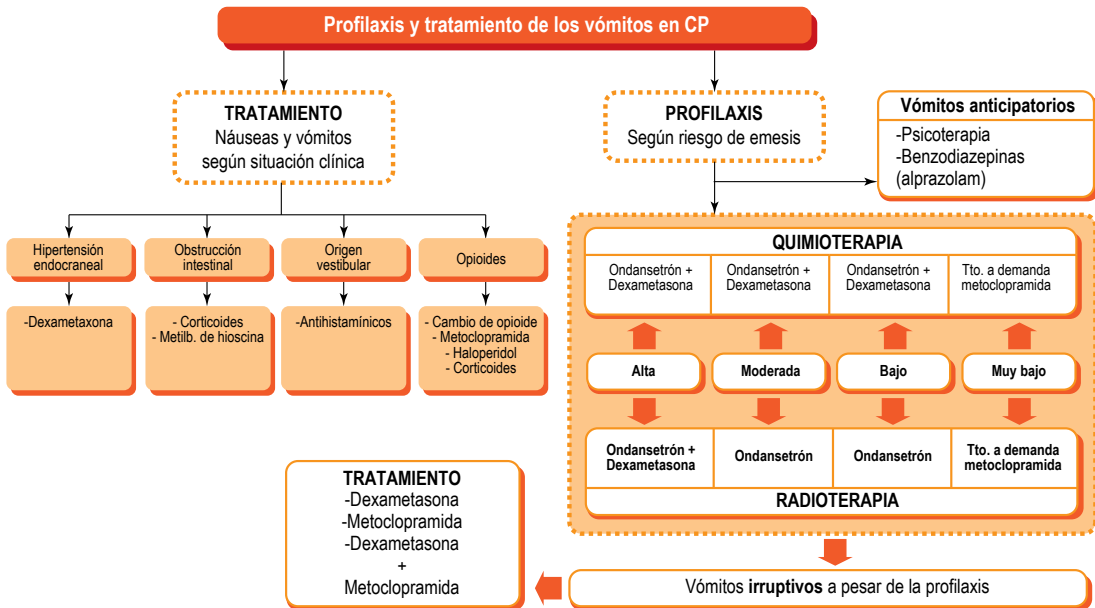 Profilaxis y tratamiento de los vómitos en CP
TRATAMIENTO
Náuseas y vómitos
según situación clínica
PROFILAXIS
Según riesgo de emesis
Vómitos anticipatorios
-Psicoterapia
-Benzodiazepinas
(alprazolam)
Hipertensión
endocraneal
Obstrucción
intestinal
Origen
vestibular
Opioides
-Dexametaxona
- Corticoides
- Metilb. de hioscina
-Antihistamínicos
- Cambio de opioide
- Metoclopramida
- Haloperidol
- Corticoides
QUIMIOTERAPIA
Ondansetrón +
Dexametasona
Ondansetrón +
Dexametasona
Ondansetrón +
Dexametasona
Tto. a demanda
metoclopramida
Alta
Moderada
Bajo
Muy bajo
Ondansetrón +
Dexametasona
Ondansetrón
Ondansetrón
Tto. a demanda
metoclopramida
RADIOTERAPIA
Vómitos irruptivos a pesar de la profilaxis
TRATAMIENTO
-Dexametasona
-Metoclopramida
-Dexametasona
+
Metoclopramida